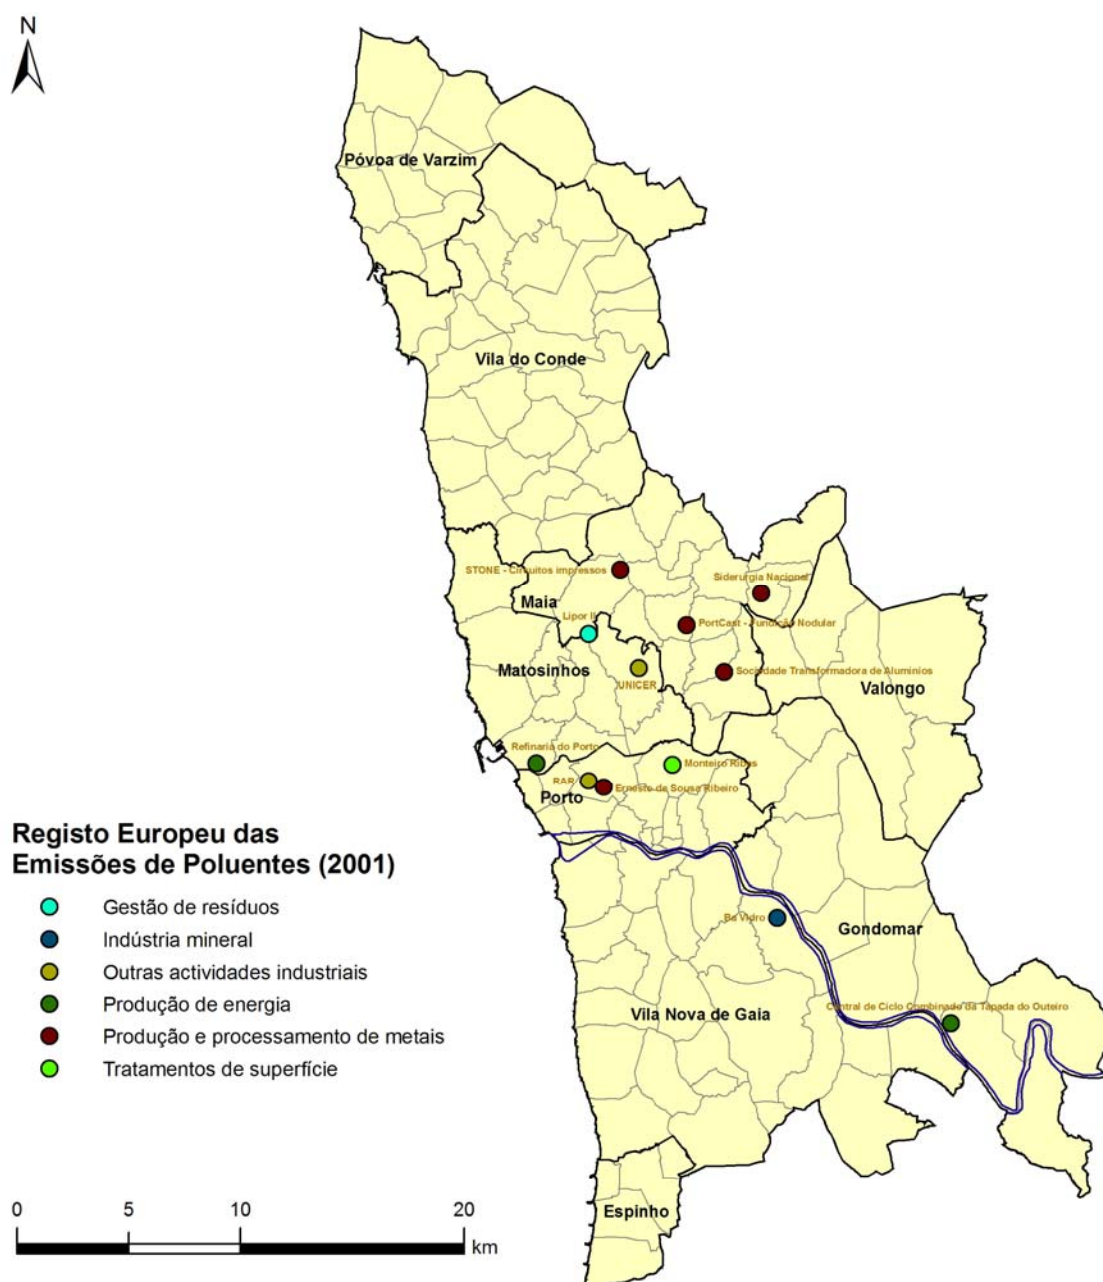 N
Póvoa de Varzim
Vila do Conde
STONE - Circuitos impressos
Siderurgia Nacional
Maia
Lipor II
PortCast - Fundição Nodular
Matosinhos
UNICER
Sociedade Transformadora de Alumínios
Valongo
Refinaria do Porto
Monteiro Ribas
RAR
Ernesto de Sousa Ribeiro
Porto
Registo Europeu das
Emissões de Poluentes (2001)
Gestão de resíduos
Indústria mineral
Outras actividades industriais
Produção de energia
Produção e processamento de metais
Tratamentos de superfície
Ba Vidro
Gondomar
Central de Ciclo Combinado da Tapada do Outeiro
Vila Nova de Gaia
Espinho
0 5 10 20
km